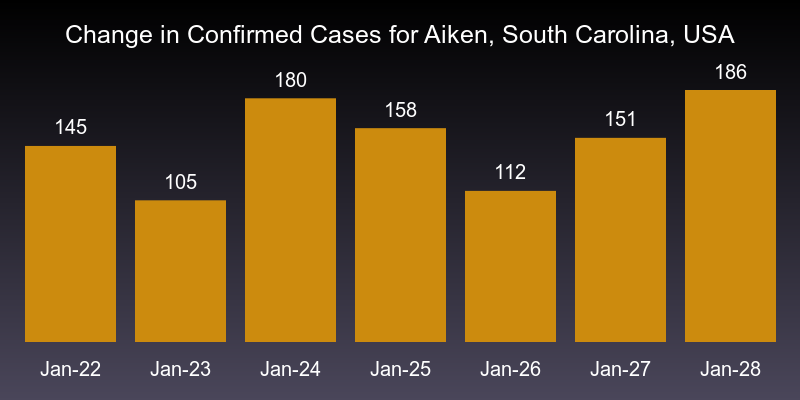 Change in Confirmed Cases for Aiken, South Carolina, USA
145
105
180
158
112
151
186
Jan-22
Jan-23
Jan-24
Jan-25
Jan-26
Jan-27
Jan-28